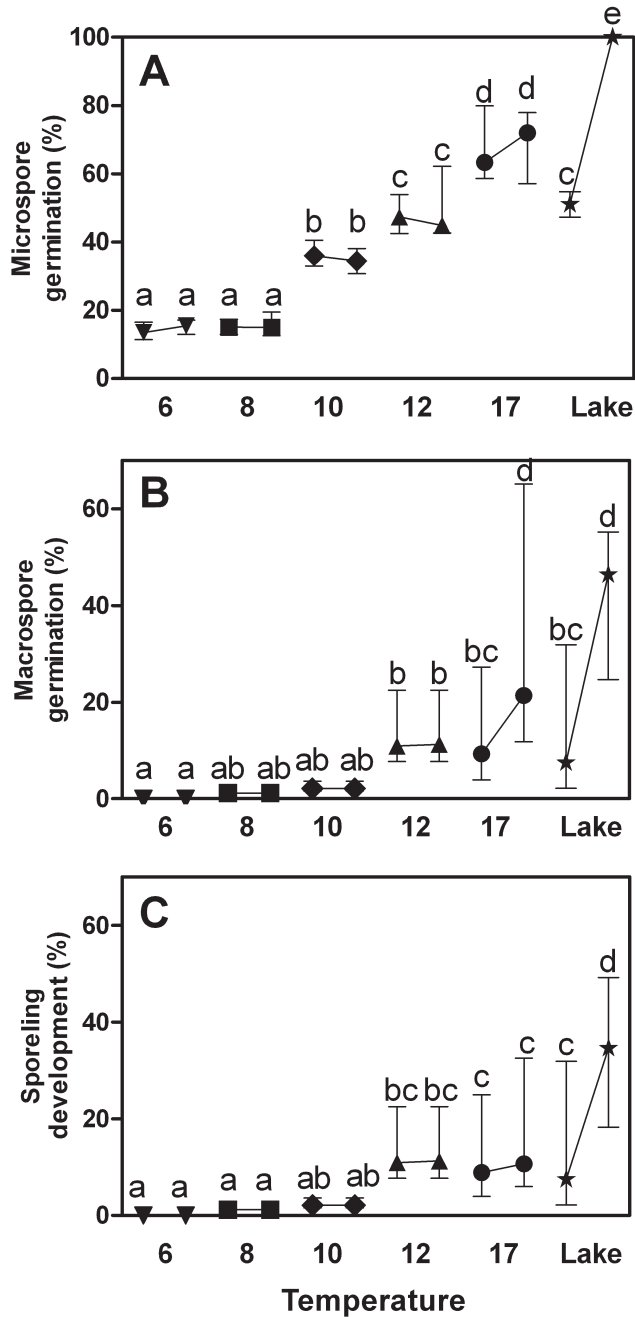 A
Microspore
germination (%)
100
80
60
40
20
0
a a a a b b c c d d c e
6 8 10 12 17 Lake
B
Macrospore
germination (%)
60
40
20
0
a a ab ab ab ab b b bc d bc d
6 8 10 12 17 Lake
C
Sporeling
development (%)
60
40
20
0
a a a a ab ab bc bc c c c d
6 8 10 12 17 Lake
Temperature